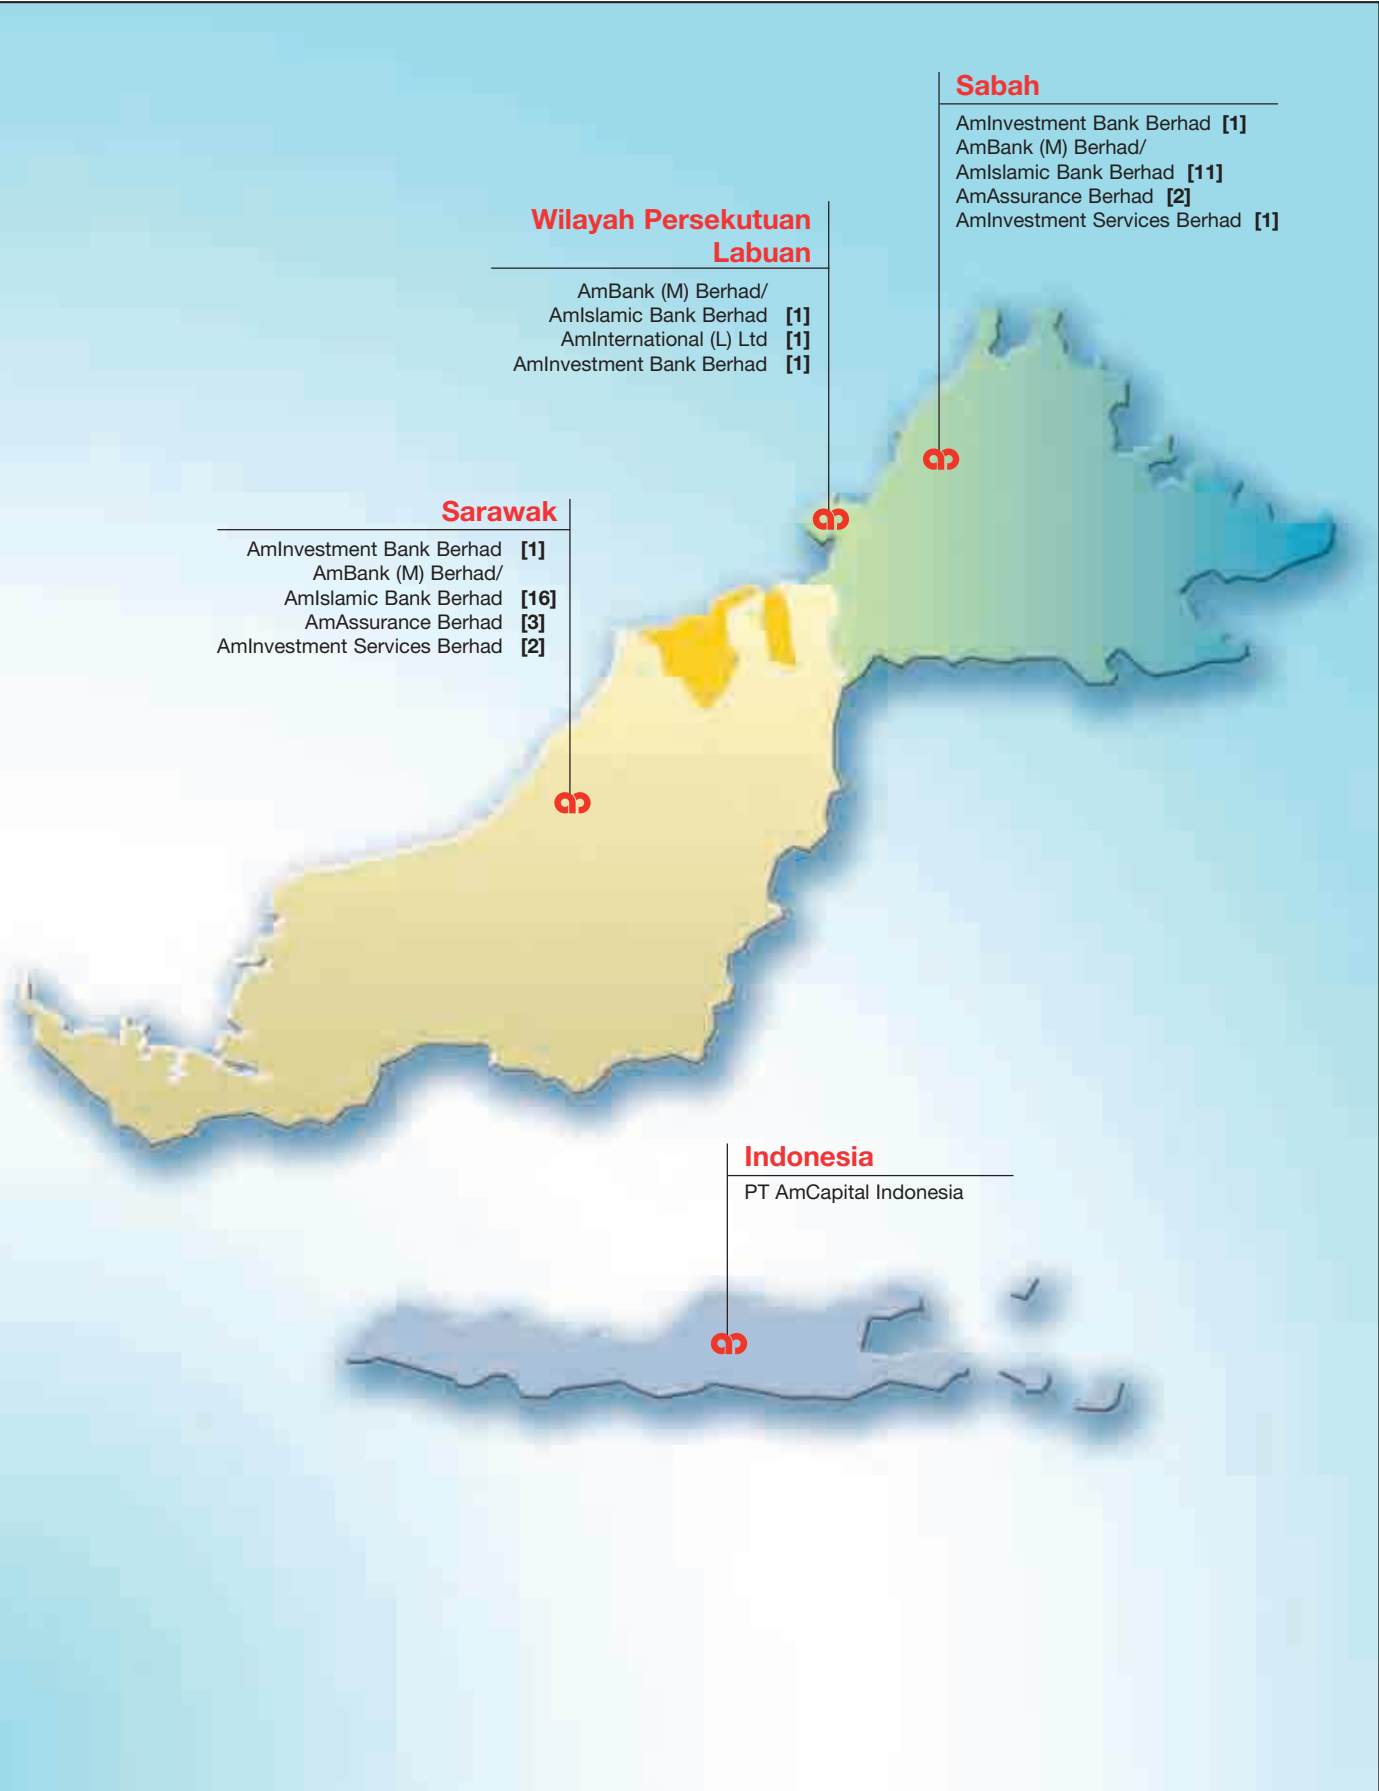 Sabah
AmInvestment Bank Berhad [1]
AmBank (M) Berhad/
AmIslamic Bank Berhad [11]
AmAssurance Berhad [2]
AmInvestment Services Berhad [1]
Wilayah Persekutuan
Labuan
AmBank (M) Berhad/
AmIslamic Bank Berhad [1]
AmInternational (L) Ltd [1]
AmInvestment Bank Berhad [1]
Sarawak
AmInvestment Bank Berhad [1]
AmBank (M) Berhad/
AmIslamic Bank Berhad [16]
AmAssurance Berhad [3]
AmInvestment Services Berhad [2]
Indonesia
PT AmCapital Indonesia